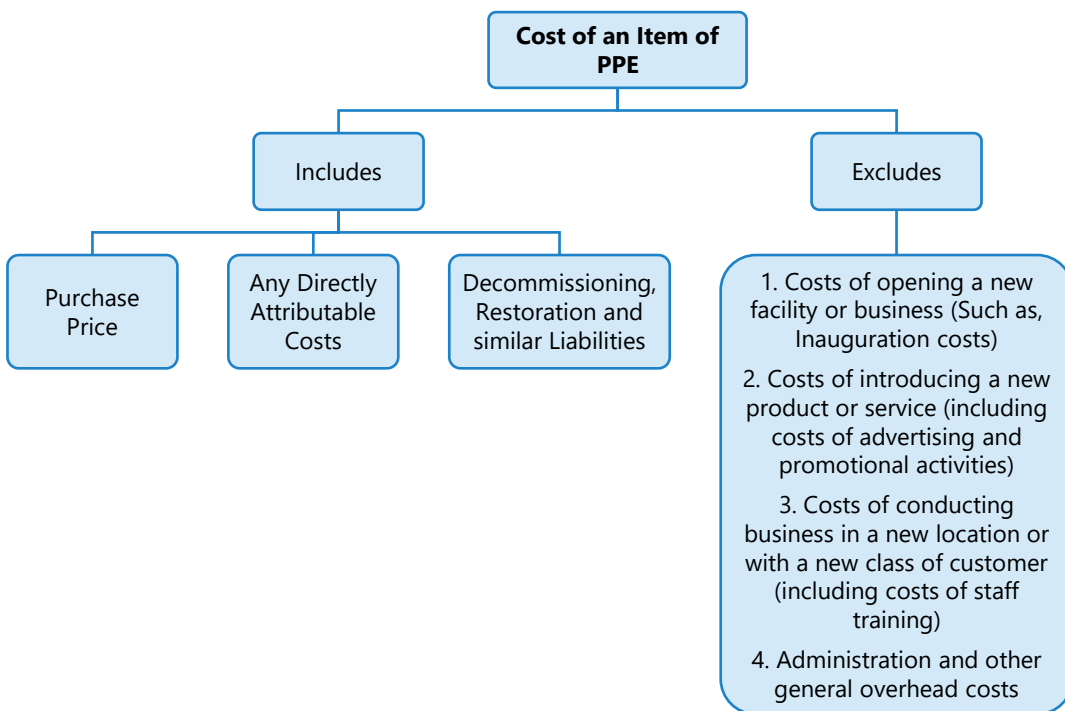 Cost of an Item of
PPE
Includes
Excludes
Purchase
Price
Any Directly
Attributable
Costs
Decommissioning,
Restoration and
similar Liabilities
1. Costs of opening a new
facility or business (Such as,
Inauguration costs)
2. Costs of introducing a new
product or service (including
costs of advertising and
promotional activities)
3. Costs of conducting
business in a new location or
with a new class of customer
(including costs of staff
training)
4. Administration and other
general overhead costs